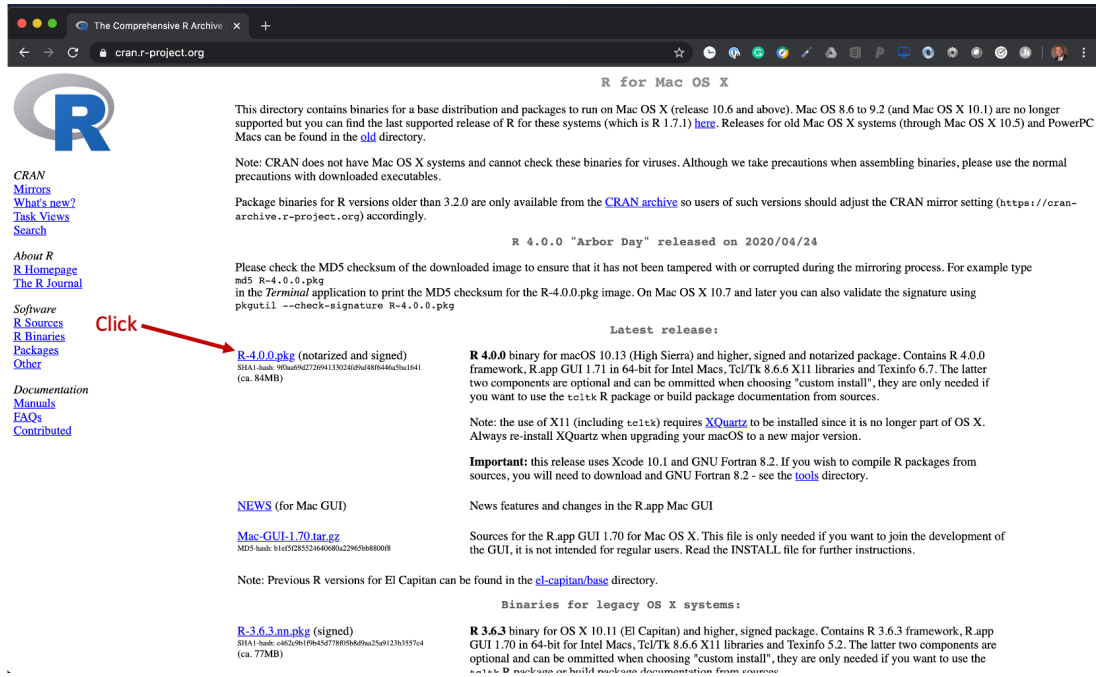 The Comprehensive R Archive
cran.r-project.org
R
CRAN
Mirrors
What's new?
Task Views
Search
About R
R Homepage
The R Journal
Software
R Sources
R Binaries
Packages
Other
Documentation
Manuals
FAQs
Contributed
Click
R for Mac OS X
This directory contains binaries for a base distribution and packages to run on Mac OS X (release 10.6 and above). Mac OS 8.6 to 9.2 (and Mac OS X 10.1) are no longer
supported but you can find the last supported release of R for these systems (which is R 1.7.1) here. Releases for old Mac OS X systems (through Mac OS X 10.5) and PowerPC
Macs can be found in the old directory.
Note: CRAN does not have Mac OS X systems and cannot check these binaries for viruses. Although we take precautions when assembling binaries, please use the normal
precautions with downloaded executables.
Package binaries for R versions older than 3.2.0 are only available from the CRAN archive so users of such versions should adjust the CRAN mirror setting (https://cran-
archive.r-project.org) accordingly.
R 4.0.0 "Arbor Day" released on 2020/04/24
Please check the MD5 checksum of the downloaded image to ensure that it has not been tampered with or corrupted during the mirroring process. For example type
md5 R-4.0.0.pkg
in the Terminal application to print the MD5 checksum for the R-4.0.0.pkg image. On Mac OS X 10.7 and later you can also validate the signature using
pkgutil --check-signature R-4.0.0.pkg
Latest release:
R-4.0.0.pkg (notarized and signed)
SHA1-hash:
(ca. 84MB)
R 4.0.0 binary for macOS 10.13 (High Sierra) and higher, signed and notarized package. Contains R 4.0.0
framework, R.app GUI 1.71 in 64-bit for Intel Macs, Tcl/Tk 8.6.6 X11 libraries and Texinfo 6.7. The latter
two components are optional and can be ommitted when choosing "custom install", they are only needed if
you want to use the tcltk R package or build package documentation from sources.
Note: the use of X11 (including tcltk) requires XQuartz to be installed since it is no longer part of OS X.
Always re-install XQuartz when upgrading your macOS to a new major version.
Important: this release uses Xcode 10.1 and GNU Fortran 8.2. If you wish to compile R packages from
sources, you will need to download and GNU Fortran 8.2 - see the tools directory.
NEWS (for Mac GUI)
News features and changes in the R.app Mac GUI
Mac-GUI-1.70.tar.gz
MD5-hash:
Sources for the R.app GUI 1.70 for Mac OS X. This file is only needed if you want to join the development of
the GUI, it is not intended for regular users. Read the INSTALL file for further instructions.
Note: Previous R versions for El Capitan can be found in the el-capitan/base directory.
Binaries for legacy OS X systems:
R-3.6.3.nn.pkg (signed)
SHA1-hash:
(ca. 77MB)
R 3.6.3 binary for OS X 10.11 (El Capitan) and higher, signed package. Contains R 3.6.3 framework, R.app
GUI 1.70 in 64-bit for Intel Macs, Tcl/Tk 8.6.6 X11 libraries and Texinfo 5.2. The latter two components are
optional and can be ommitted when choosing "custom install", they are only needed if you want to use the
tcltk R package or build package documentation from sources.